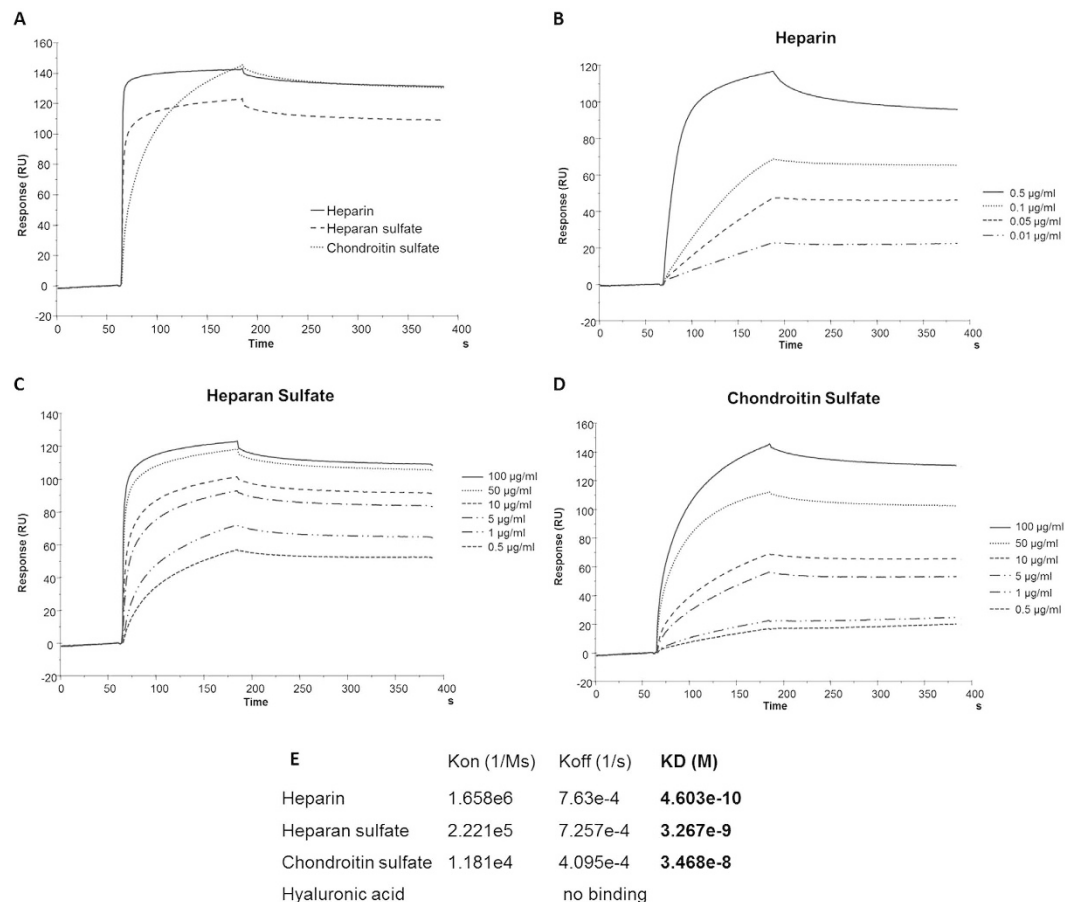 A
160
140
120
100
80
60
40
20
0
-20
Response (RU)
0 50 100 150 200 250 300 350 400
Time s
Heparin
Heparan sulfate
Chondroitin sulfate
B
Heparin
120
100
80
60
40
20
0
-20
Response (RU)
0 50 100 150 200 250 300 350 400
Time s
0.5 µg/ml
0.1 µg/ml
0.05 µg/ml
0.01 µg/ml
C
Heparan Sulfate
140
120
100
80
60
40
20
0
-20
Response (RU)
0 50 100 150 200 250 300 350 400
Time s
100 µg/ml
50 µg/ml
10 µg/ml
5 µg/ml
1 µg/ml
0.5 µg/ml
D
Chondroitin Sulfate
160
140
120
100
80
60
40
20
0
-20
Response (RU)
0 50 100 150 200 250 300 350 400
Time s
100 µg/ml
50 µg/ml
10 µg/ml
5 µg/ml
1 µg/ml
0.5 µg/ml
E Kon (1/Ms) Koff (1/s) KD (M)
Heparin 1.658e6 7.63e-4 4.603e-10
Heparan sulfate 2.221e5 7.257e-4 3.267e-9
Chondroitin sulfate 1.181e4 4.095e-4 3.468e-8
Hyaluronic acid no binding